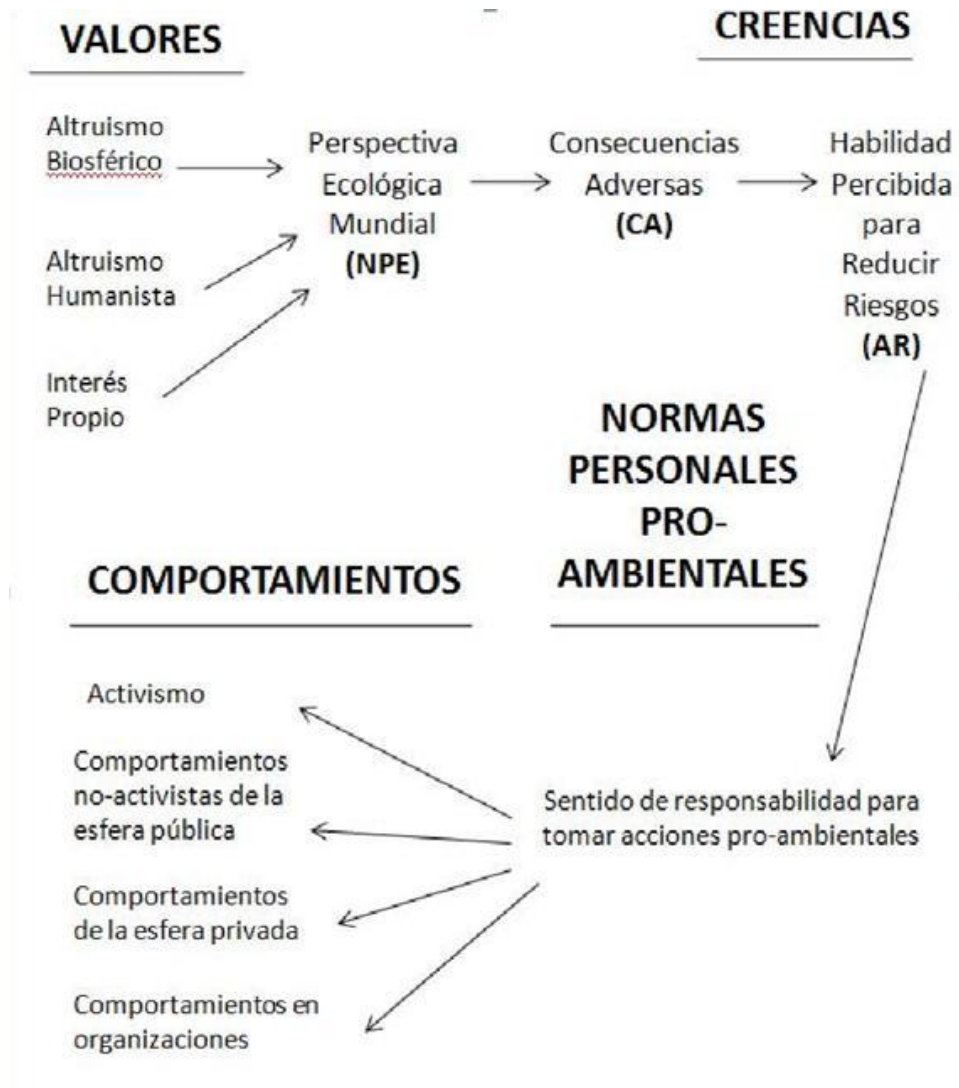 VALORES
CREENCIAS
Altruismo
Biosférico
Altruismo
Humanista
Interés
Propio
Perspectiva
Ecológica
Mundial
(NPE)
Consecuencias
Adversas
(CA)
Habilidad
Percibida
para
Reducir
Riesgos
(AR)
NORMAS
PERSONALES
PRO-
AMBIENTALES
COMPORTAMIENTOS
Activismo
Comportamientos
no-activistas de la
esfera pública
Comportamientos
de la esfera privada
Comportamientos en
organizaciones
Sentido de responsabilidad para
tomar acciones pro-ambientales